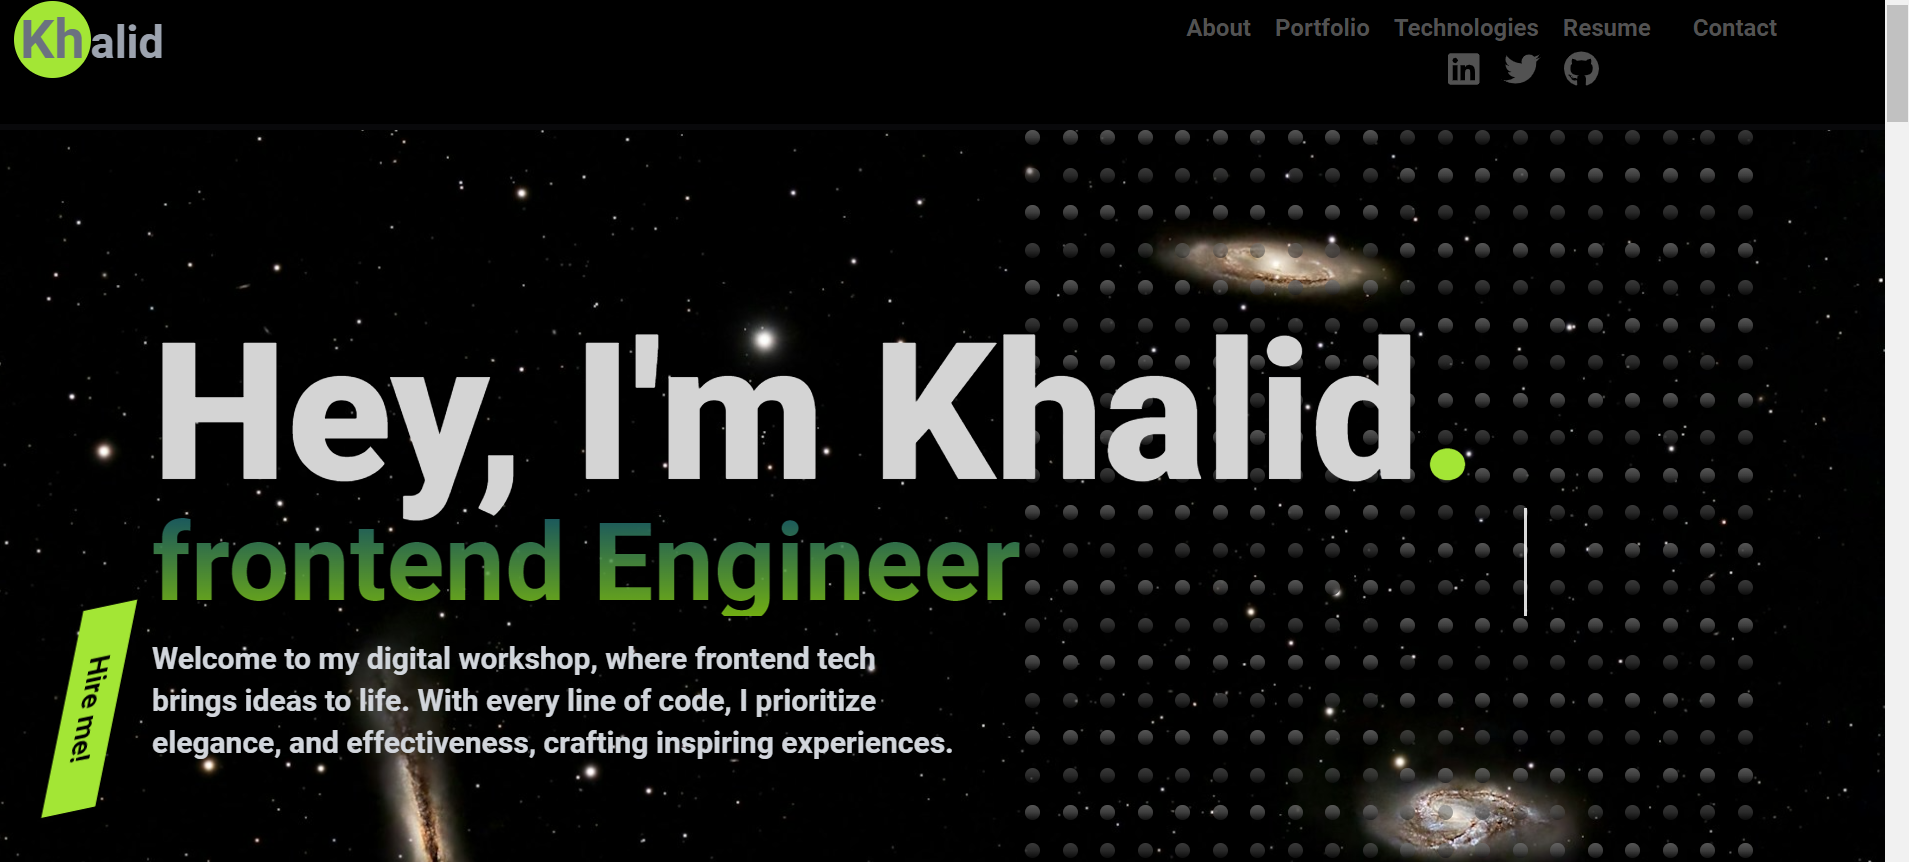 Khalid
About Portfolio Technologies Resume Contact
in
Hey, I'm Khalid.
frontend Engineer
Hire me!
Welcome to my digital workshop, where frontend tech
brings ideas to life. With every line of code, I prioritize
elegance, and effectiveness, crafting inspiring experiences.